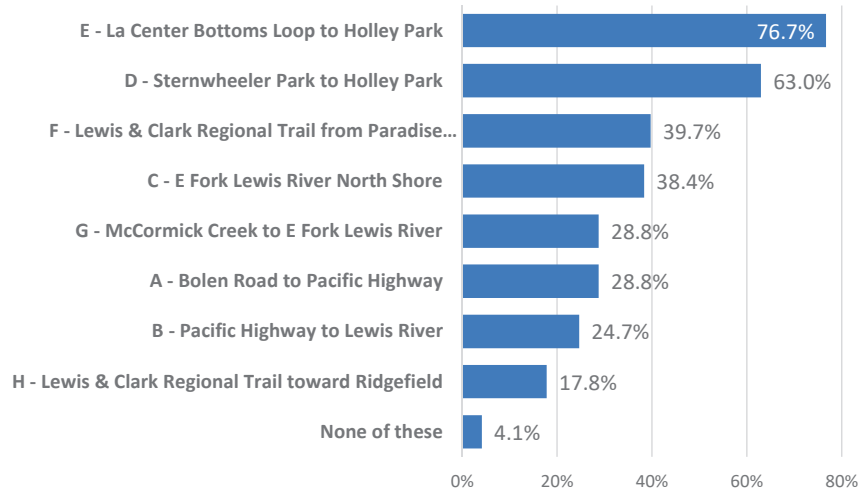 E - La Center Bottoms Loop to Holley Park 76.7%
D - Sternwheeler Park to Holley Park 63.0%
F - Lewis & Clark Regional Trail from Paradise… 39.7%
C - E Fork Lewis River North Shore 38.4%
G - McCormick Creek to E Fork Lewis River 28.8%
A - Bolen Road to Pacific Highway 28.8%
B - Pacific Highway to Lewis River 24.7%
H - Lewis & Clark Regional Trail toward Ridgefield 17.8%
None of these 4.1%
0% 20% 40% 60% 80%